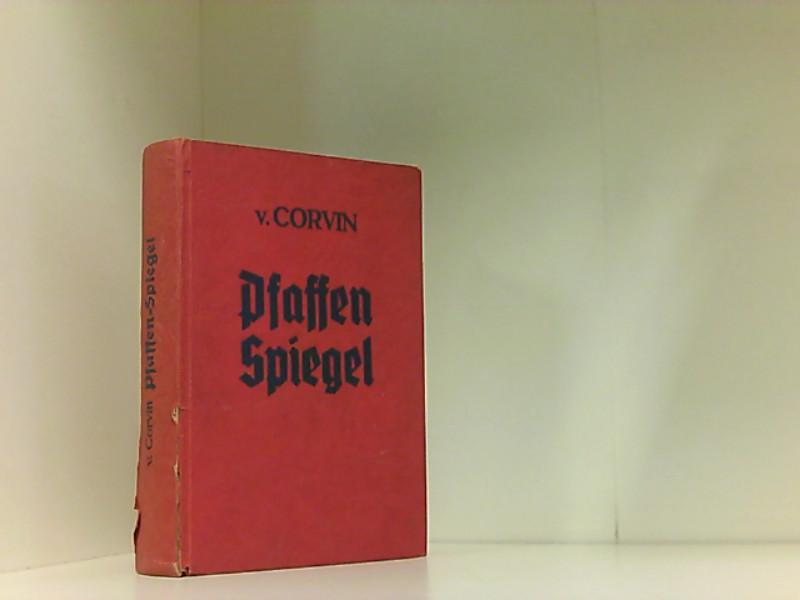 v. CORVIN
Pfaffen
Spiegel
v Corvin Pfaffen-Spiegel